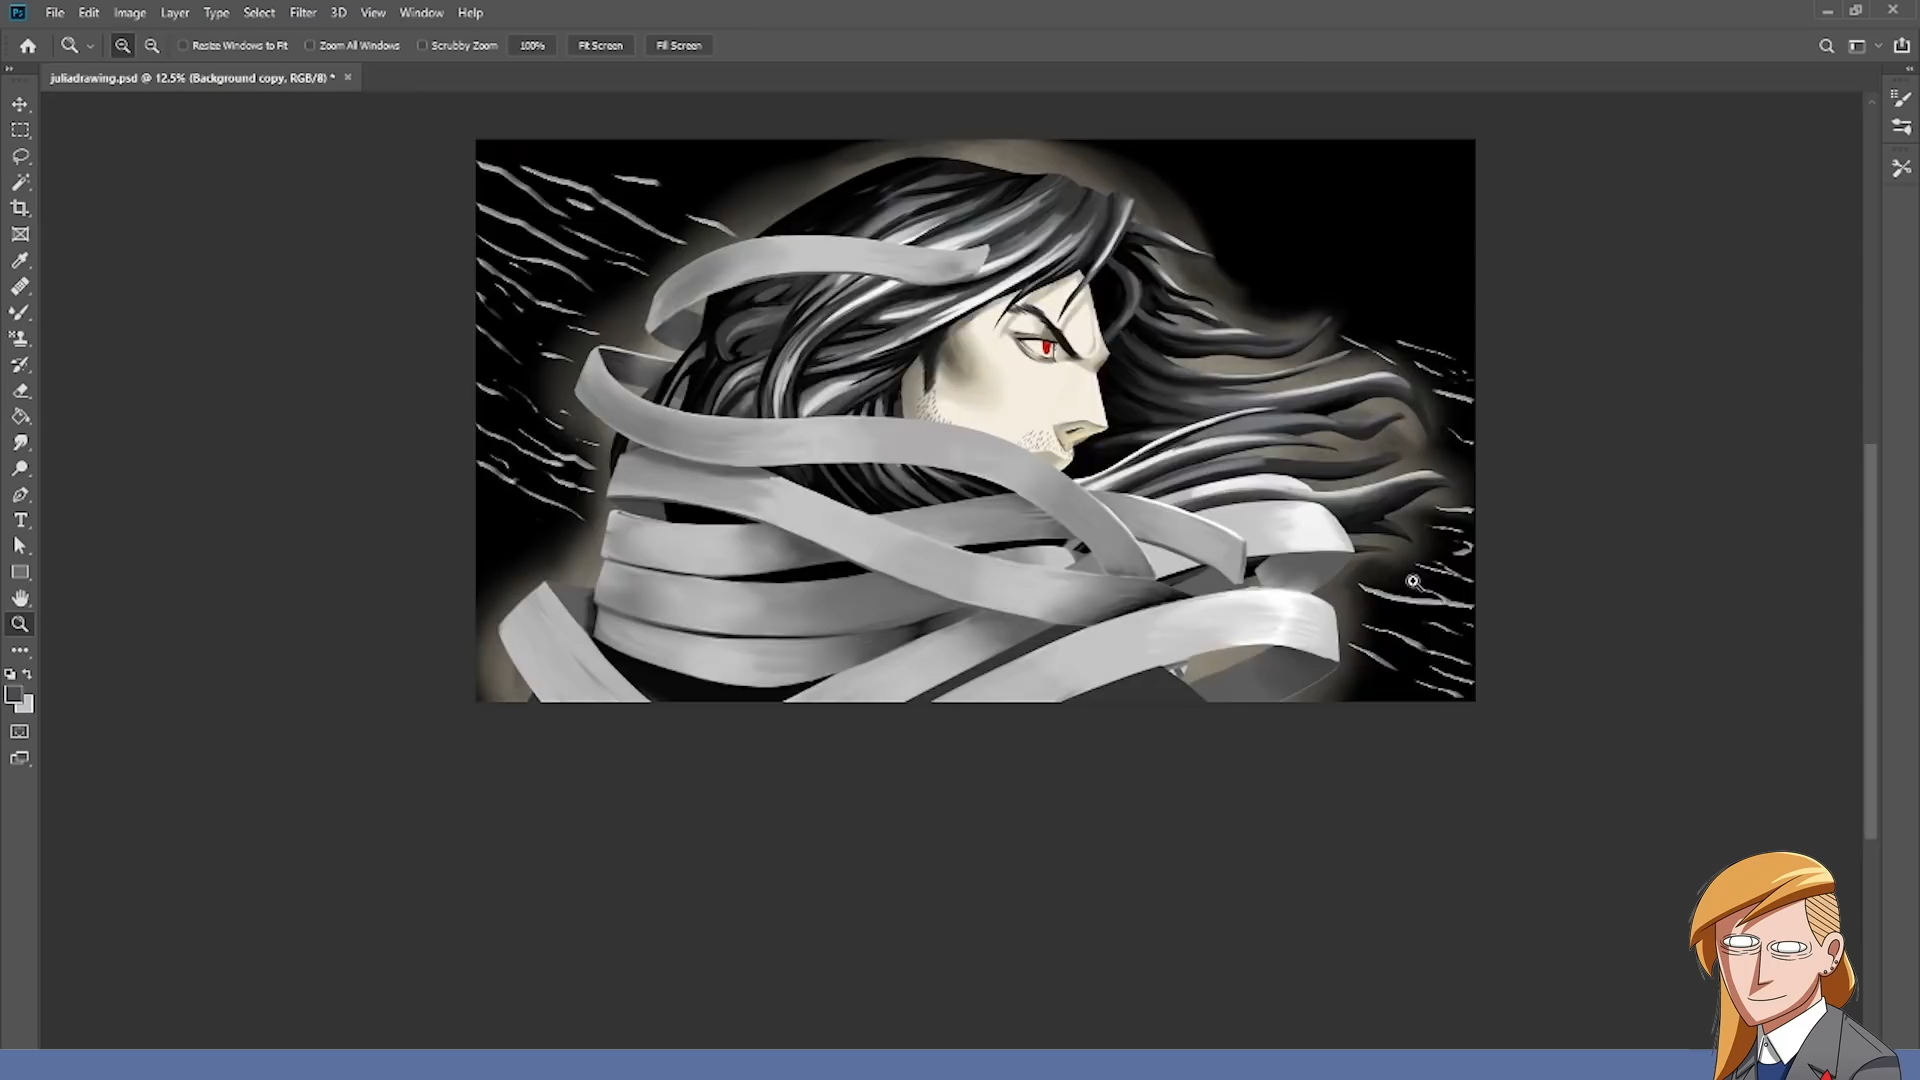 Ps File Edit Image Layer Type Select Filter 3D View Window Help
Resize Windows to Fit Zoom All Windows Scrubby Zoom 100% Fit Screen Fill Screen
juliadrawing.psd @ 12.5% (Background copy, RGB/8) *